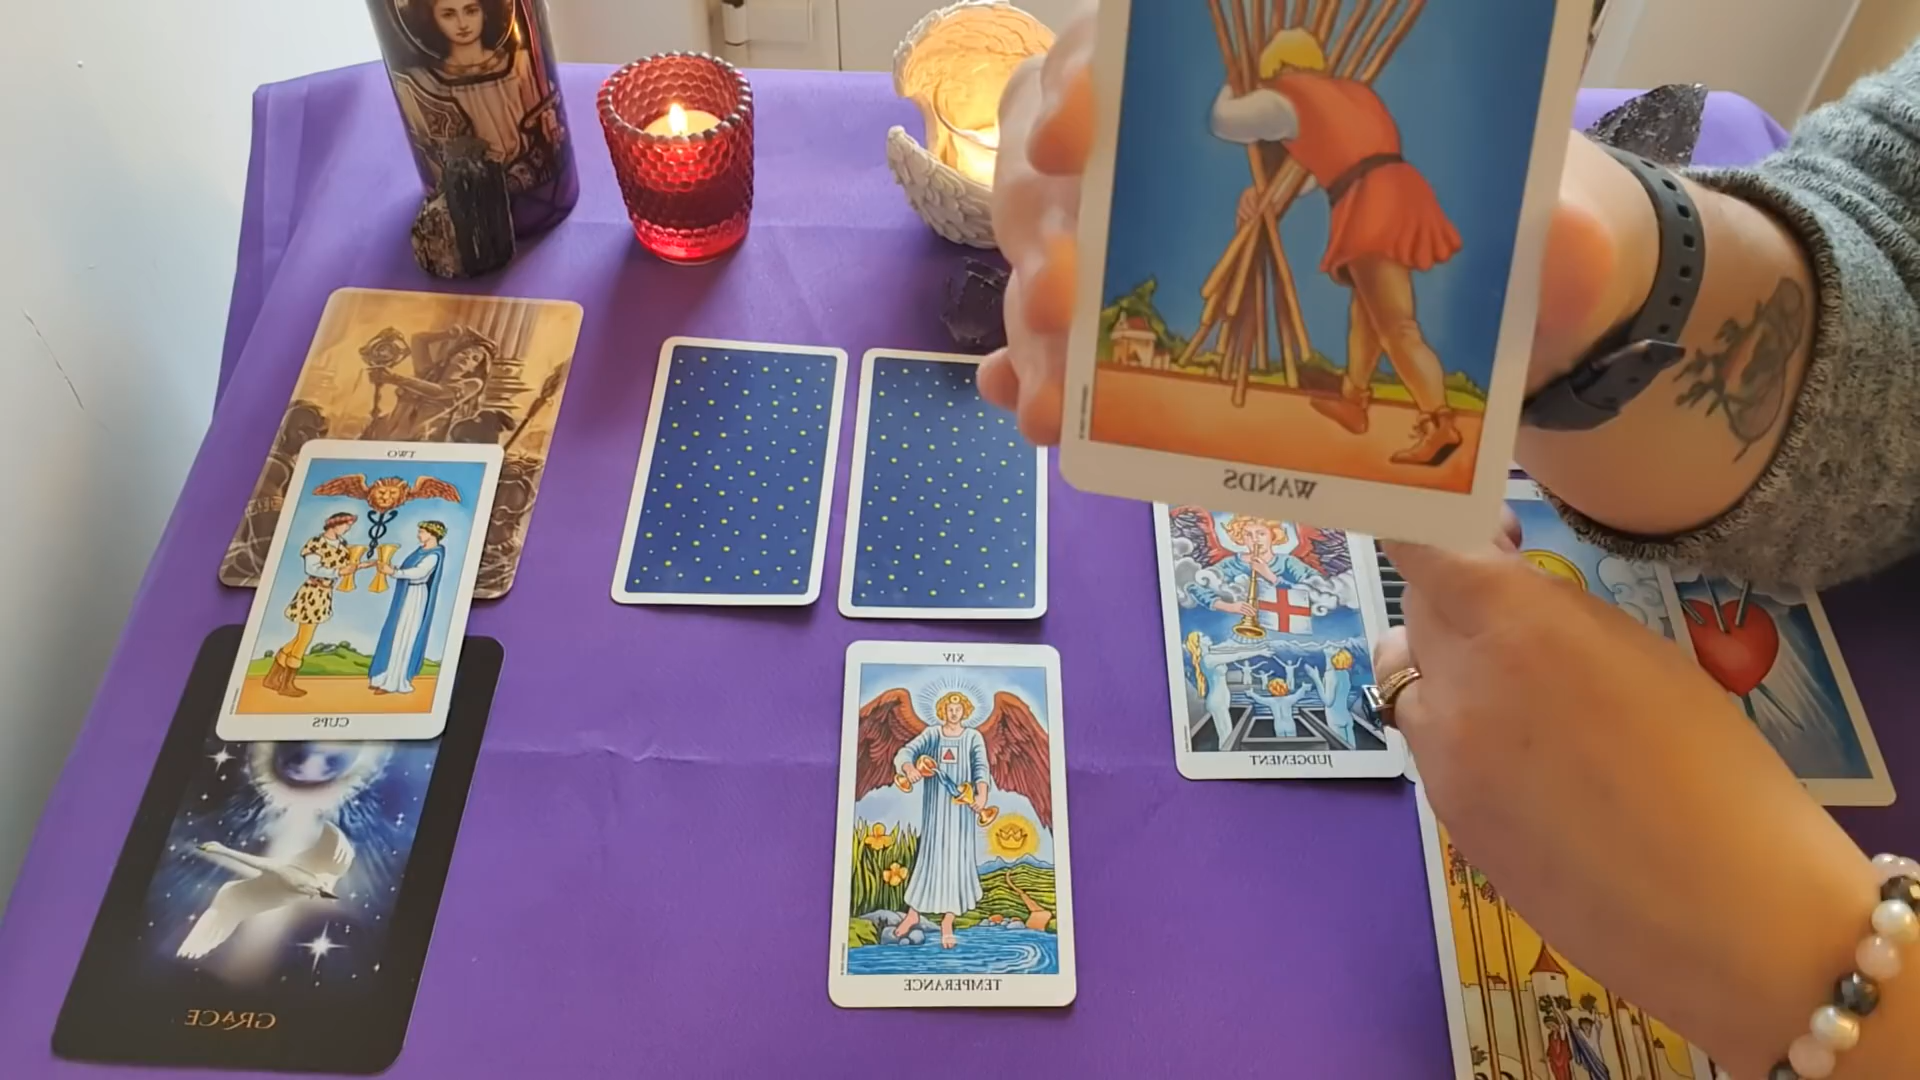 TWO
CUPS
GRACE
XIV
TEMPERANCE
WANDS
JUDGEMENT